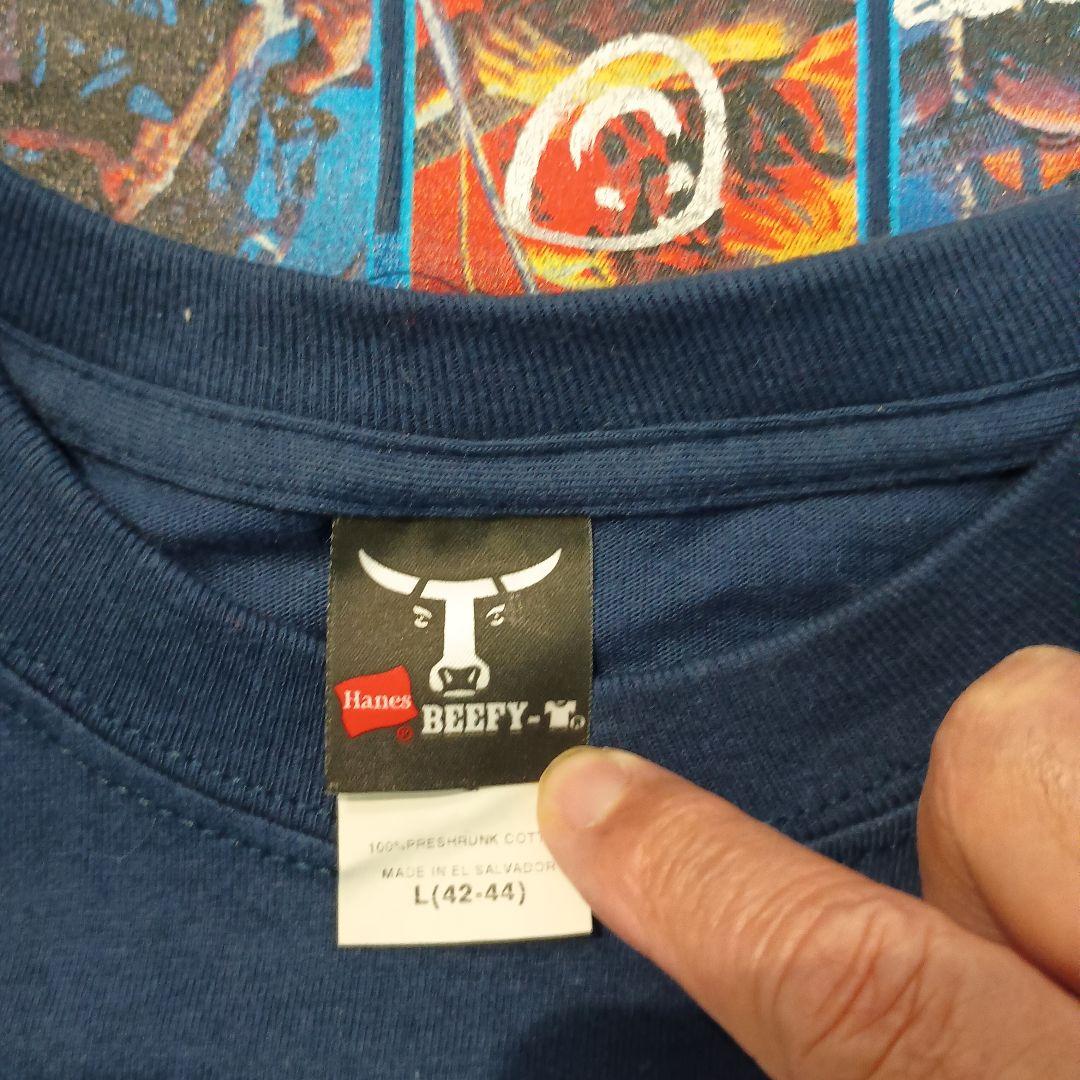 Hanes
®
BEEFY-T®
100% PRESHRUNK
MADE IN EL SALVADOR
L(42-44)